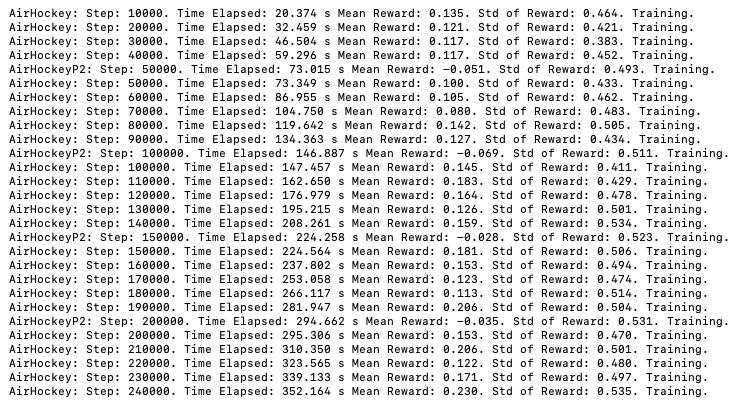 AirHockey: Step: 10000. Time Elapsed: 20.374 s Mean Reward: 0.135. Std of Reward: 0.464. Training.
AirHockey: Step: 20000. Time Elapsed: 32.459 s Mean Reward: 0.121. Std of Reward: 0.421. Training.
AirHockey: Step: 30000. Time Elapsed: 46.504 s Mean Reward: 0.117. Std of Reward: 0.383. Training.
AirHockey: Step: 40000. Time Elapsed: 59.296 s Mean Reward: 0.117. Std of Reward: 0.452. Training.
AirHockeyP2: Step: 50000. Time Elapsed: 73.015 s Mean Reward: -0.051. Std of Reward: 0.493. Training.
AirHockey: Step: 50000. Time Elapsed: 73.349 s Mean Reward: 0.100. Std of Reward: 0.433. Training.
AirHockey: Step: 60000. Time Elapsed: 86.955 s Mean Reward: 0.105. Std of Reward: 0.462. Training.
AirHockey: Step: 70000. Time Elapsed: 104.750 s Mean Reward: 0.080. Std of Reward: 0.483. Training.
AirHockey: Step: 80000. Time Elapsed: 119.642 s Mean Reward: 0.142. Std of Reward: 0.505. Training.
AirHockey: Step: 90000. Time Elapsed: 134.363 s Mean Reward: 0.127. Std of Reward: 0.434. Training.
AirHockeyP2: Step: 100000. Time Elapsed: 146.887 s Mean Reward: -0.069. Std of Reward: 0.511. Training.
AirHockey: Step: 100000. Time Elapsed: 147.457 s Mean Reward: 0.145. Std of Reward: 0.411. Training.
AirHockey: Step: 110000. Time Elapsed: 162.650 s Mean Reward: 0.183. Std of Reward: 0.429. Training.
AirHockey: Step: 120000. Time Elapsed: 176.979 s Mean Reward: 0.164. Std of Reward: 0.478. Training.
AirHockey: Step: 130000. Time Elapsed: 195.215 s Mean Reward: 0.126. Std of Reward: 0.501. Training.
AirHockey: Step: 140000. Time Elapsed: 208.261 s Mean Reward: 0.159. Std of Reward: 0.534. Training.
AirHockeyP2: Step: 150000. Time Elapsed: 224.258 s Mean Reward: -0.028. Std of Reward: 0.523. Training.
AirHockey: Step: 150000. Time Elapsed: 224.564 s Mean Reward: 0.181. Std of Reward: 0.506. Training.
AirHockey: Step: 160000. Time Elapsed: 237.802 s Mean Reward: 0.153. Std of Reward: 0.494. Training.
AirHockey: Step: 170000. Time Elapsed: 253.058 s Mean Reward: 0.123. Std of Reward: 0.474. Training.
AirHockey: Step: 180000. Time Elapsed: 266.117 s Mean Reward: 0.113. Std of Reward: 0.514. Training.
AirHockey: Step: 190000. Time Elapsed: 281.947 s Mean Reward: 0.206. Std of Reward: 0.504. Training.
AirHockeyP2: Step: 200000. Time Elapsed: 294.662 s Mean Reward: -0.035. Std of Reward: 0.531. Training.
AirHockey: Step: 200000. Time Elapsed: 295.306 s Mean Reward: 0.153. Std of Reward: 0.470. Training.
AirHockey: Step: 210000. Time Elapsed: 310.350 s Mean Reward: 0.206. Std of Reward: 0.501. Training.
AirHockey: Step: 220000. Time Elapsed: 323.565 s Mean Reward: 0.122. Std of Reward: 0.480. Training.
AirHockey: Step: 230000. Time Elapsed: 339.133 s Mean Reward: 0.171. Std of Reward: 0.497. Training.
AirHockey: Step: 240000. Time Elapsed: 352.164 s Mean Reward: 0.230. Std of Reward: 0.535. Training.